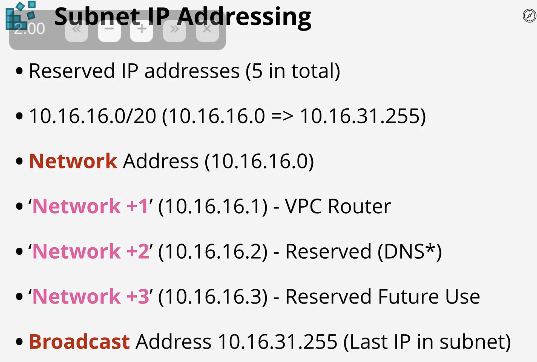 Subnet IP Addressing
2.00 « − + » ×
• Reserved IP addresses (5 in total)
• 10.16.16.0/20 (10.16.16.0 => 10.16.31.255)
• Network Address (10.16.16.0)
• ‘Network +1’ (10.16.16.1) - VPC Router
• ‘Network +2’ (10.16.16.2) - Reserved (DNS*)
• ‘Network +3’ (10.16.16.3) - Reserved Future Use
• Broadcast Address 10.16.31.255 (Last IP in subnet)